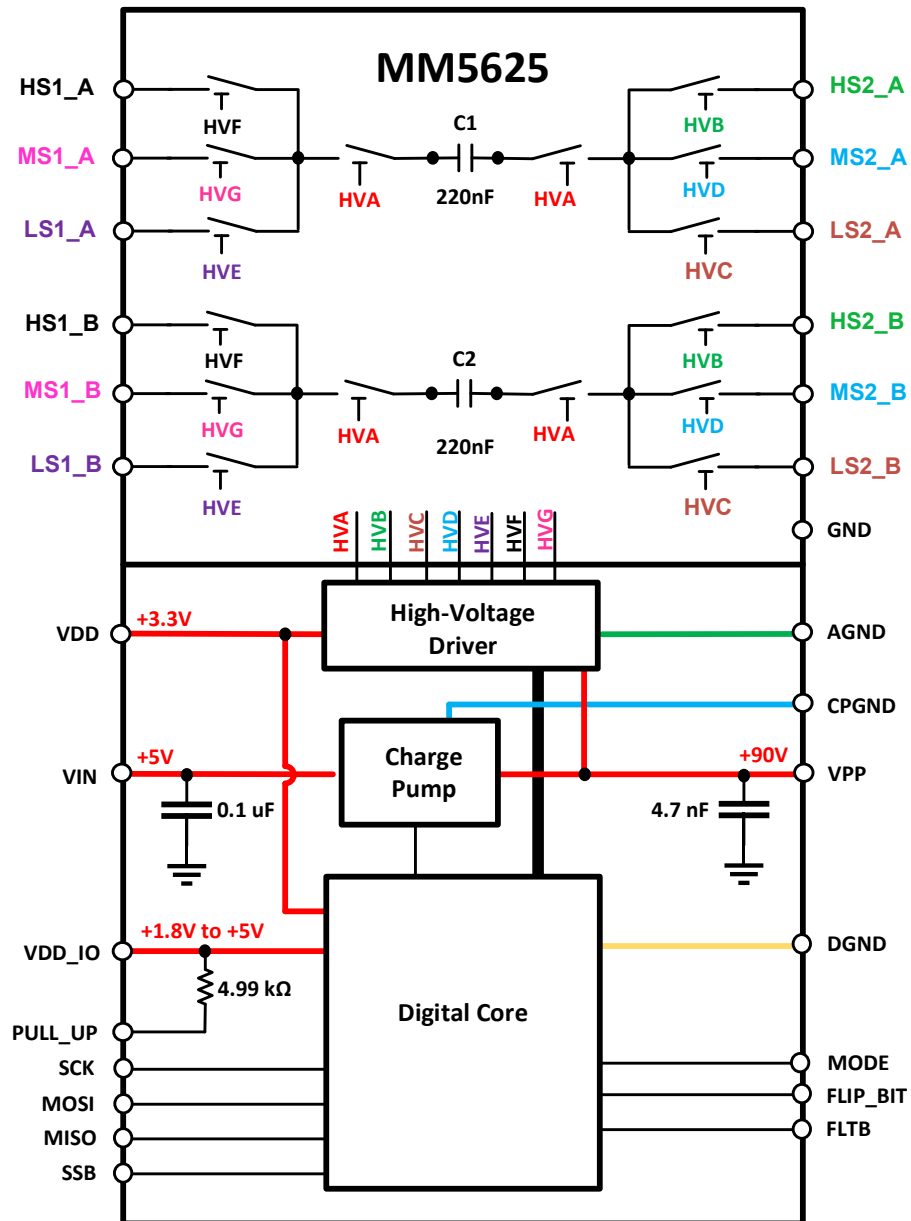 MM5625
HS1_A
HVF
MS1_A
HVG
LS1_A
HVE
HVA
C1
220nF
HVA
HS2_A
HVB
MS2_A
HVD
LS2_A
HVC
HS1_B
HVF
MS1_B
HVG
LS1_B
HVE
HVA
C2
220nF
HVA
HS2_B
HVB
MS2_B
HVD
LS2_B
HVC
GND
HVA
HVB
HVC
HVD
HVE
HVF
HVG
VDD
+3.3V
High-Voltage
Driver
AGND
CPGND
VIN
+5V
0.1 uF
Charge
Pump
+90V
VPP
4.7 nF
+1.8V to +5V
VDD_IO
4.99 kΩ
PULL_UP
SCK
MOSI
MISO
SSB
Digital Core
DGND
MODE
FLIP_BIT
FLTB